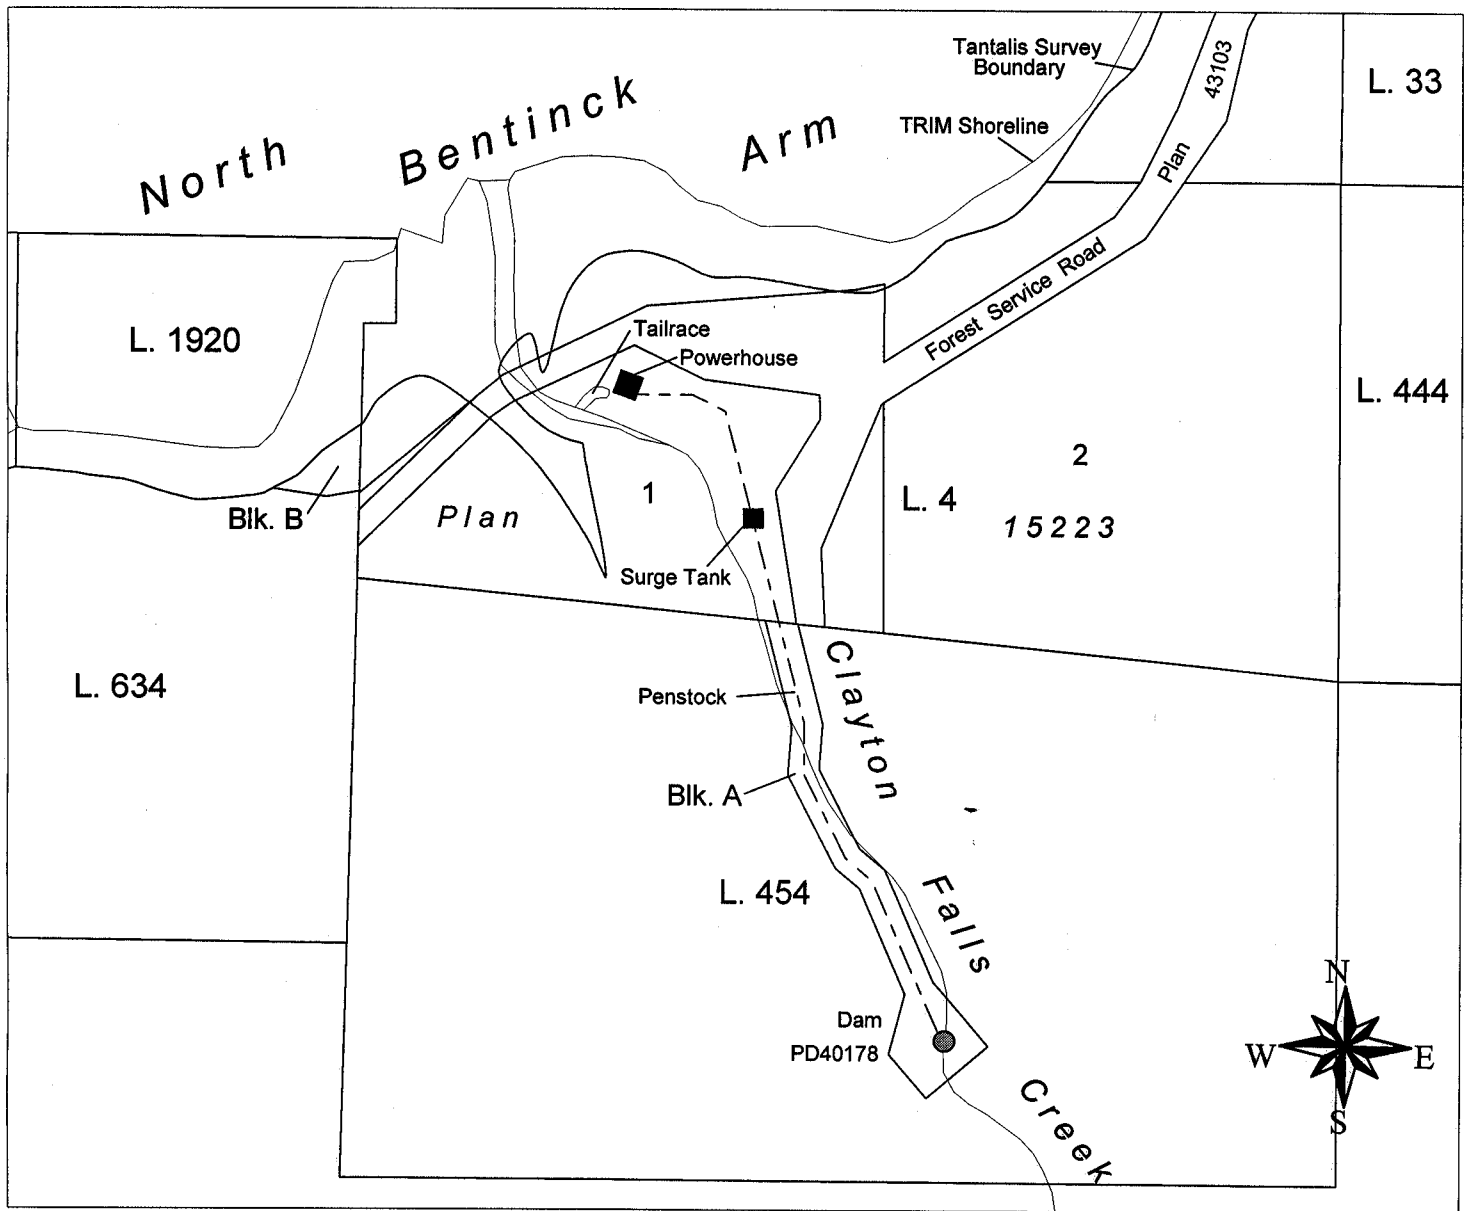 Tantalis Survey
Boundary
43103
L. 33
North Bentinck Arm
TRIM Shoreline
Plan
Forest Service Road
L. 1920
Tailrace
Powerhouse
L. 444
2
1
L. 4
15223
Blk. B
Plan
Surge Tank
L. 634
Penstock
Clayton Falls Creek
Blk. A
L. 454
Dam
PD40178
N
W
E
S